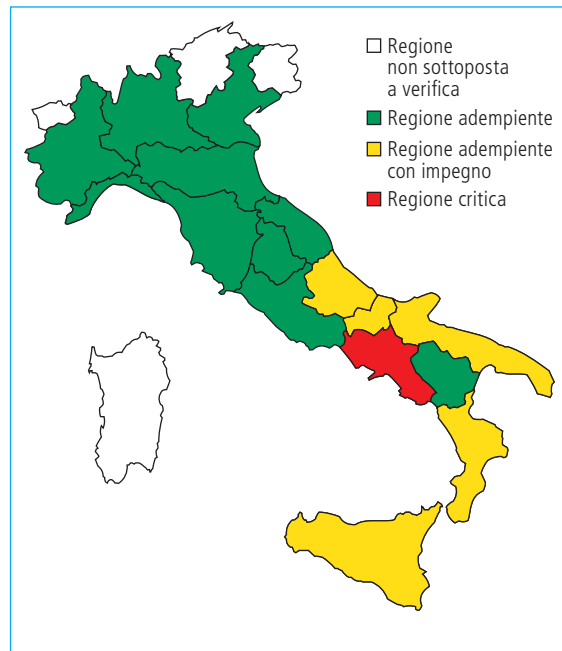 Regione
non sottoposta
a verifica
Regione adempiente
Regione adempiente
con impegno
Regione critica